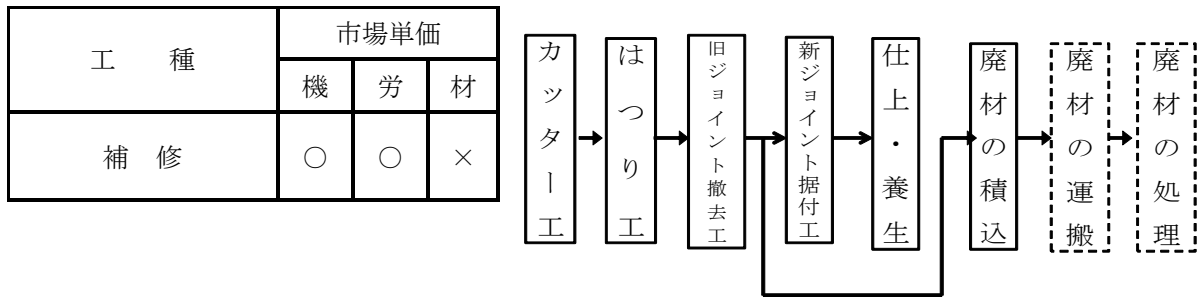 工 種
市場単価
機 労 材
補 修 ○ ○ ×
カッター工
はつり工
旧ジョイント撤去工
新ジョイント据付工
仕上・養生
廃材の積込
廃材の運搬
廃材の処理